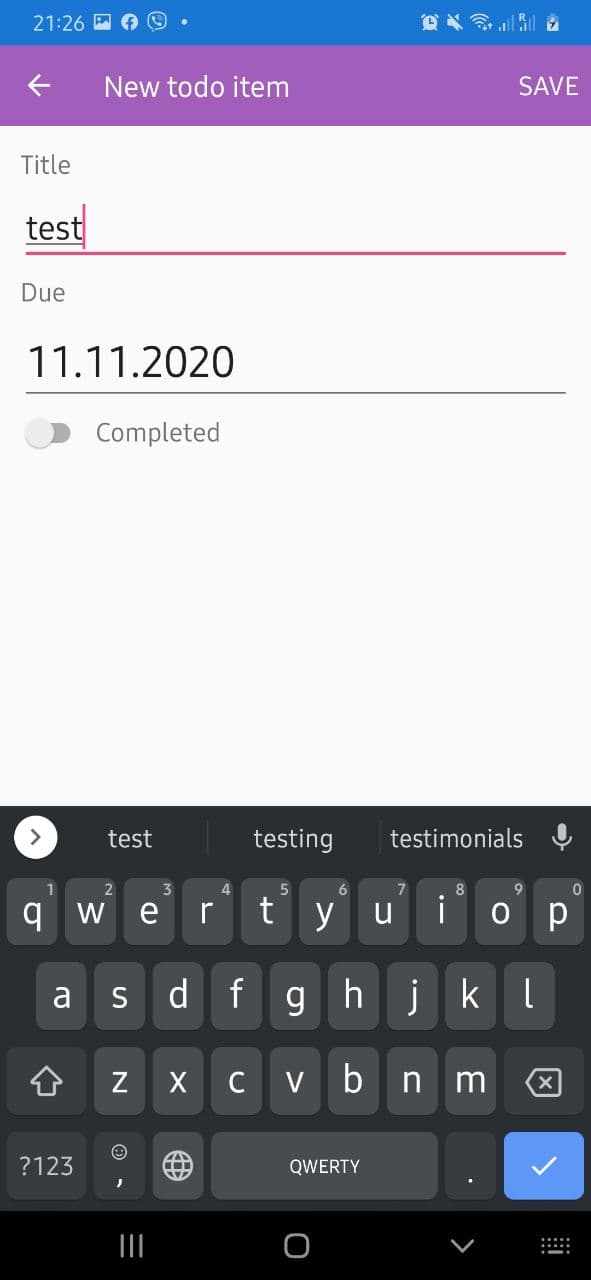 21:26
New todo item SAVE
Title
test
Due
11.11.2020
Completed
test testing testimonials
1 2 3 4 5 6 7 8 9 0
q w e r t y u i o p
a s d f g h j k l
z x c v b n m
?123 , QWERTY .